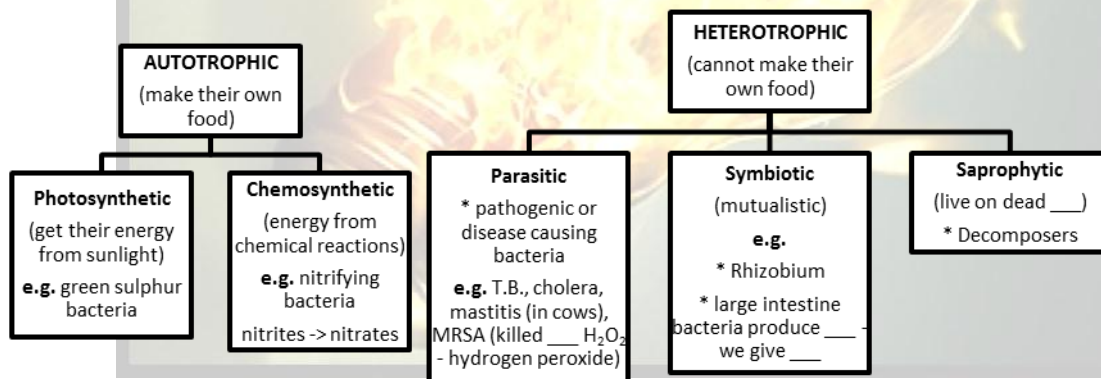 AUTOTROPHIC
(make their own
food)
HETEROTROPHIC
(cannot make their
own food)
Photosynthetic
(get their energy
from sunlight)
e.g. green sulphur
bacteria
Chemosynthetic
(energy from
chemical reactions)
e.g. nitrifying
bacteria
nitrites -> nitrates
Parasitic
* pathogenic or
disease causing
bacteria
e.g. T.B., cholera,
mastitis (in cows),
MRSA (killed ___ H₂O₂
- hydrogen peroxide)
Symbiotic
(mutualistic)
e.g.
* Rhizobium
* large intestine
bacteria produce ___ -
we give ___
Saprophytic
(live on dead ___)
* Decomposers